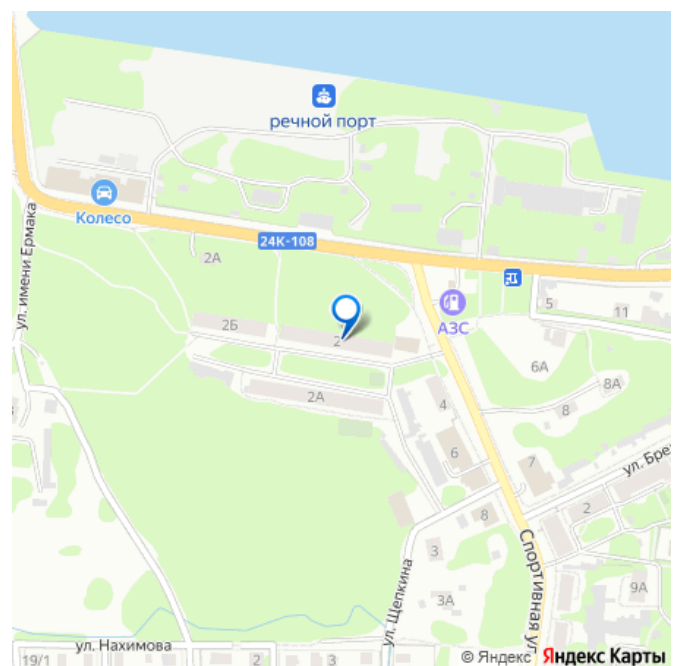 речной порт
Колесо
ул. имени Ермака
24К-108
2А
АЗС
5
11
2Б
2
6А
8А
2А
4
8
6
7
ул. Бре
2
8
Спортивная ул
ул. Щепкина
3
3А
9А
ул. Нахимова
19/1
2
3
© Яндекс Яндекс Карты